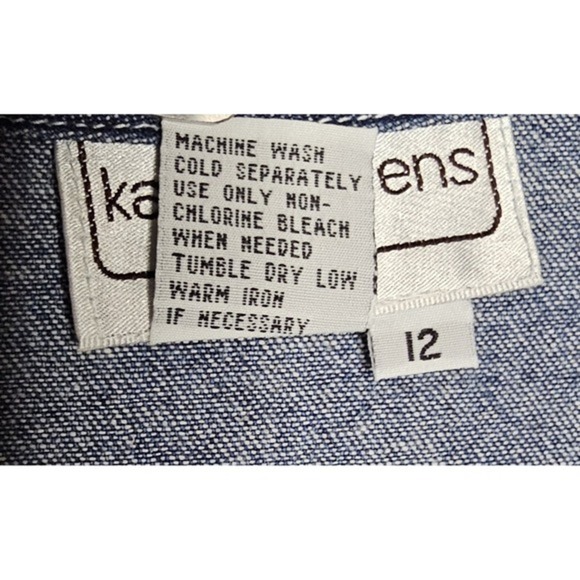 MACHINE WASH
COLD SEPARATELY
USE ONLY NON-
CHLORINE BLEACH
WHEN NEEDED
TUMBLE DRY LOW
WARM IRON
IF NECESSARY
ka
ens
12